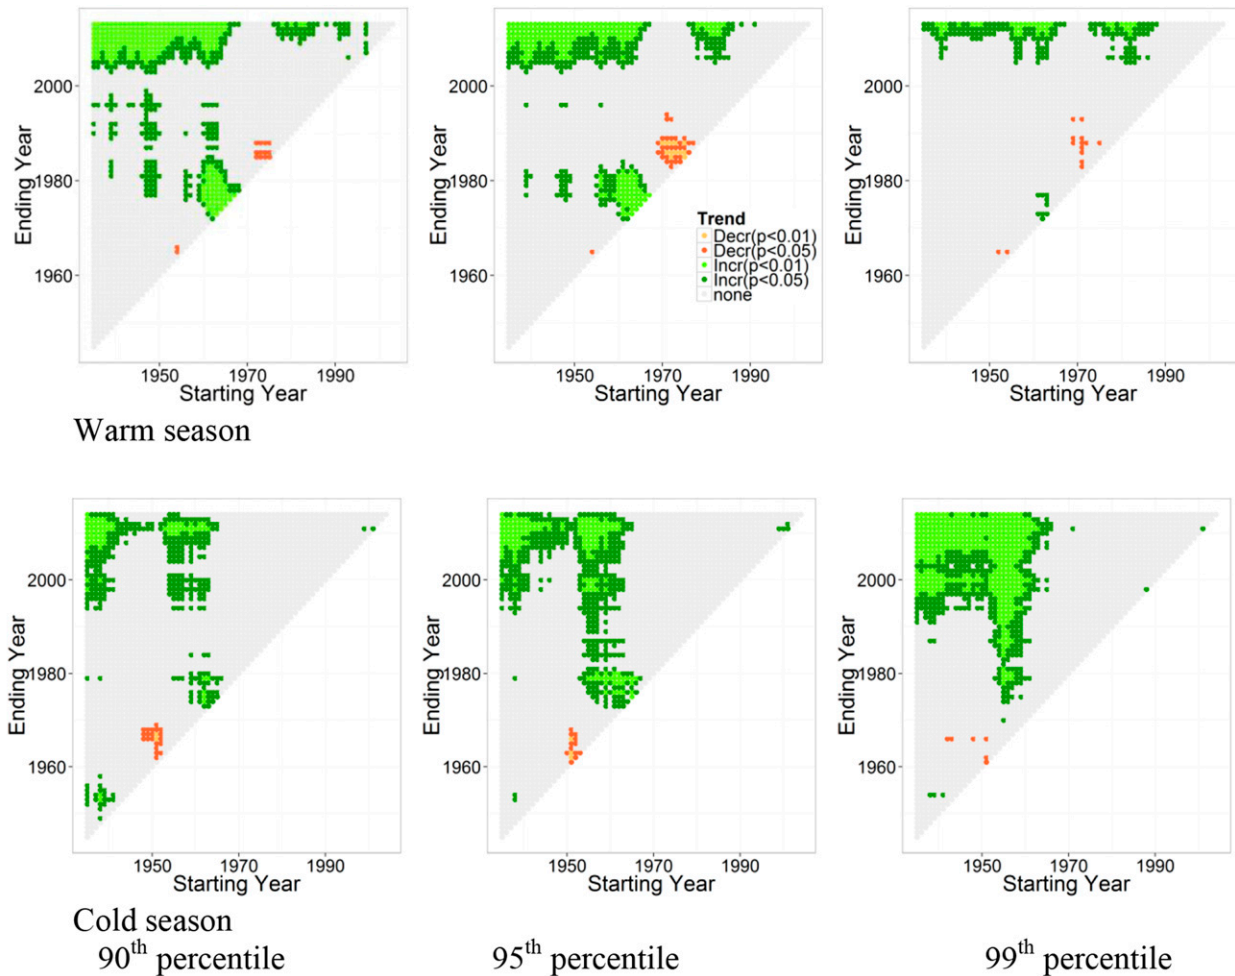 Ending Year
2000
1980
1960
1950 1970 1990
Starting Year
Ending Year
2000
1980
1960
1950 1970 1990
Starting Year
Trend
Decr(p<0.01)
Decr(p<0.05)
Incr(p<0.01)
Incr(p<0.05)
none
Ending Year
2000
1980
1960
1950 1970 1990
Starting Year
Warm season
Ending Year
2000
1980
1960
1950 1970 1990
Starting Year
Ending Year
2000
1980
1960
1950 1970 1990
Starting Year
Ending Year
2000
1980
1960
1950 1970 1990
Starting Year
Cold season
90th percentile 95th percentile 99th percentile